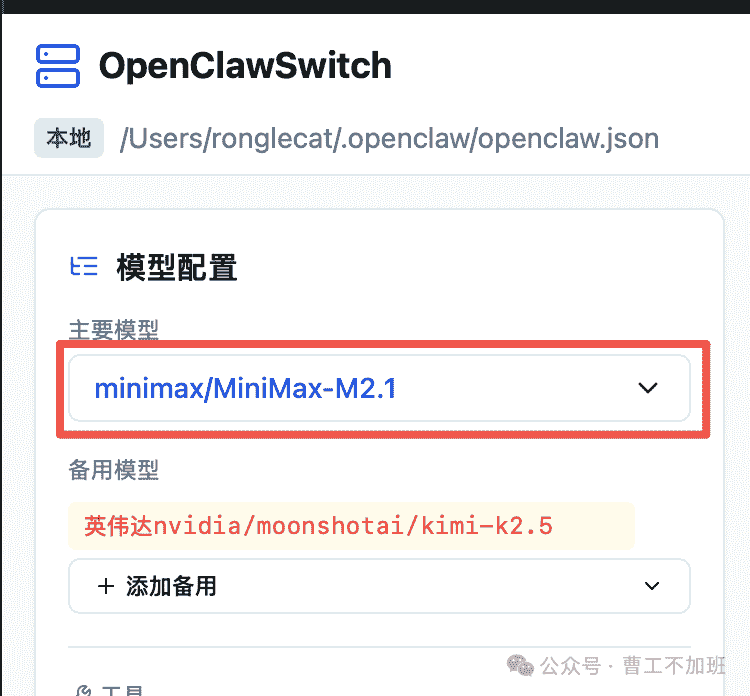 OpenClawSwitch
本地 /Users/ronglecat/.openclaw/openclaw.json
模型配置
主要模型
minimax/MiniMax-M2.1
备用模型
英伟达nvidia/moonshotai/kimi-k2.5
+ 添加备用
公众号 · 曹工不加班
工具